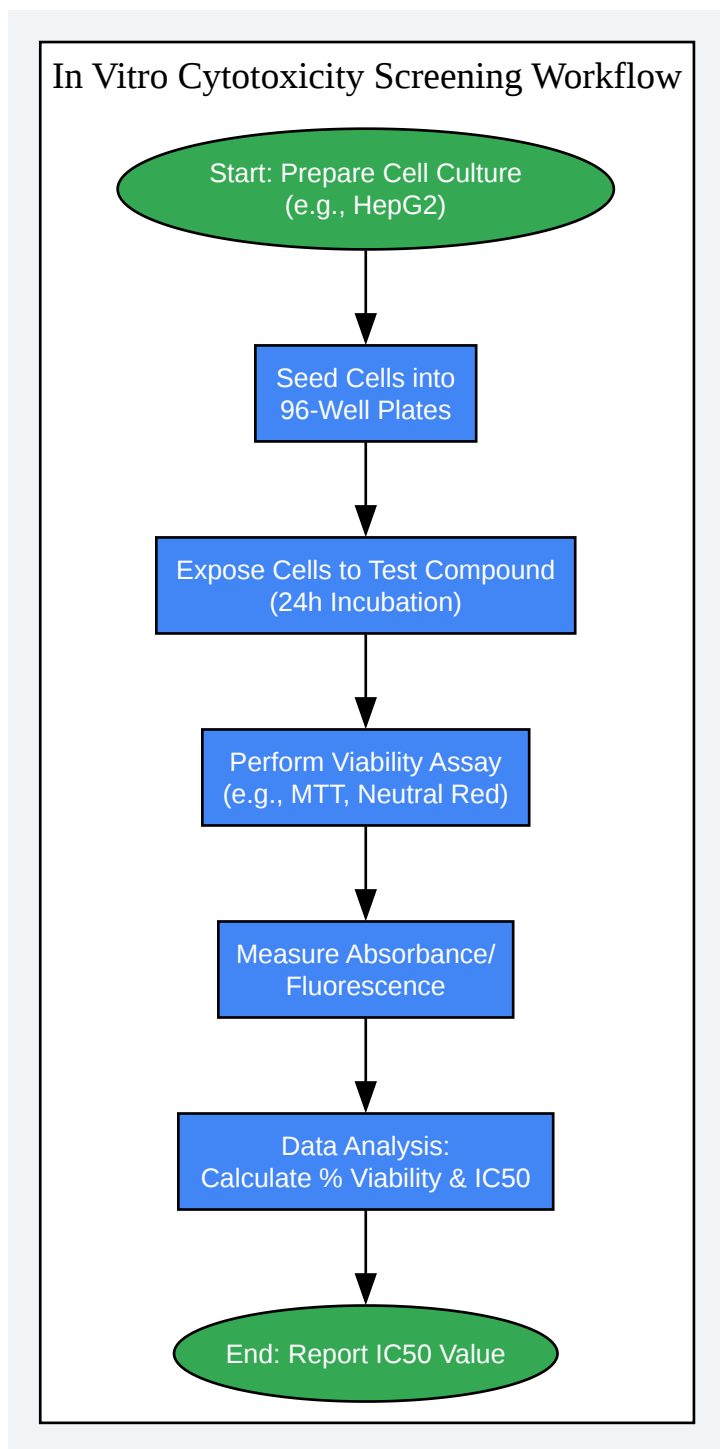 In Vitro Cytotoxicity Screening Workflow
Start: Prepare Cell Culture
(e.g., HepG2)
Seed Cells into
96-Well Plates
Expose Cells to Test Compound
(24h Incubation)
Perform Viability Assay
(e.g., MTT, Neutral Red)
Measure Absorbance/
Fluorescence
Data Analysis:
Calculate % Viability & IC50
End: Report IC50 Value